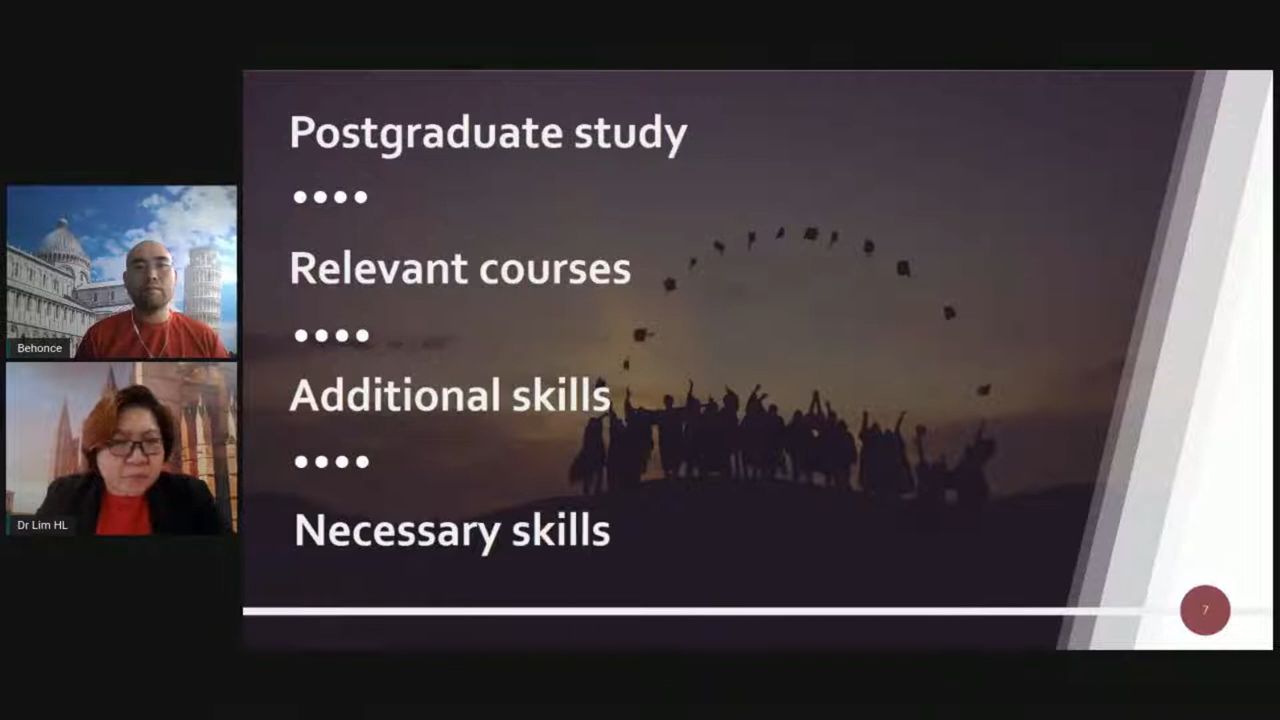 Postgraduate study
••••
Relevant courses
••••
Additional skills
••••
Necessary skills
7
Behonce
Dr Lim HL